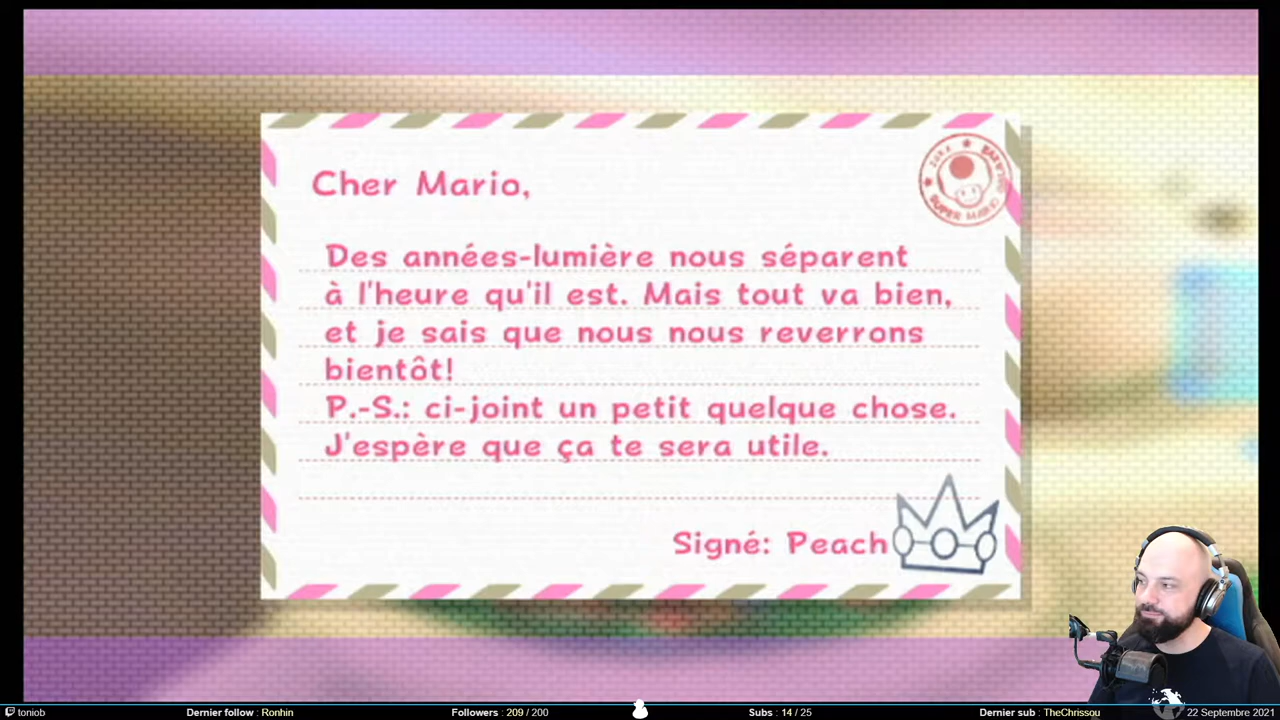 Cher Mario,
Des années-lumière nous séparent
à l'heure qu'il est. Mais tout va bien,
et je sais que nous nous reverrons
bientôt!
P.-S.: ci-joint un petit quelque chose.
J'espère que ça te sera utile.
Signé: Peach
SUPER MARIO
toniob
Dernier follow : Ronhin
Followers : 209 / 200
Subs : 14 / 25
Dernier sub : TheChrissou
22 Septembre 2021